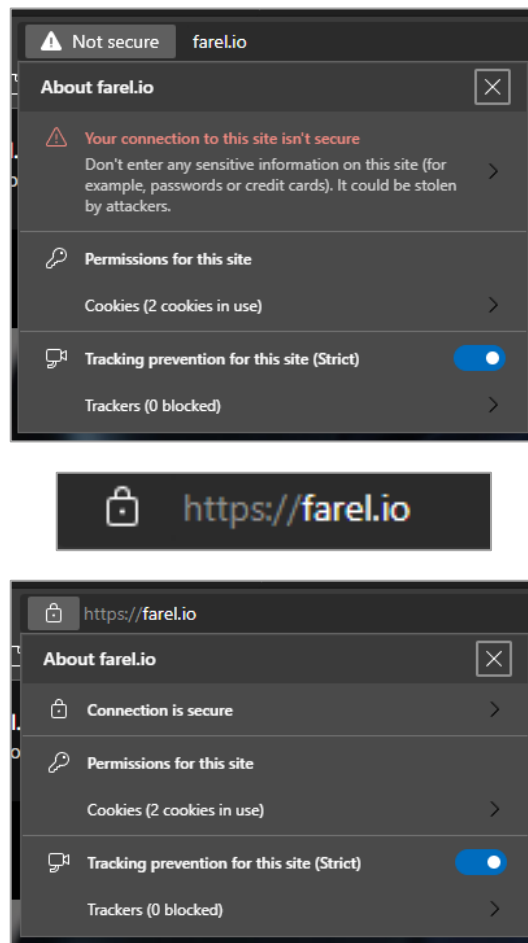 Not secure farel.io
About farel.io
Your connection to this site isn't secure
Don't enter any sensitive information on this site (for
example, passwords or credit cards). It could be stolen
by attackers.
Permissions for this site
Cookies (2 cookies in use)
Tracking prevention for this site (Strict)
Trackers (0 blocked)
https://farel.io
https://farel.io
About farel.io
Connection is secure
Permissions for this site
Cookies (2 cookies in use)
Tracking prevention for this site (Strict)
Trackers (0 blocked)